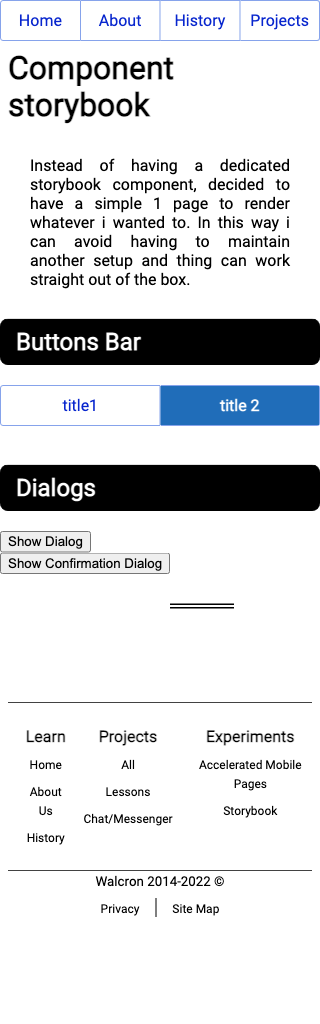 Home About History Projects
Component
storybook
Instead of having a dedicated
storybook component, decided to
have a simple 1 page to render
whatever i wanted to. In this way i
can avoid having to maintain
another setup and thing can work
straight out of the box.
Buttons Bar
title1 title 2
Dialogs
Show Dialog
Show Confirmation Dialog
Learn
Home
About
Us
History
Projects
All
Lessons
Chat/Messenger
Experiments
Accelerated Mobile
Pages
Storybook
Walcron 2014-2022 ©
Privacy Site Map